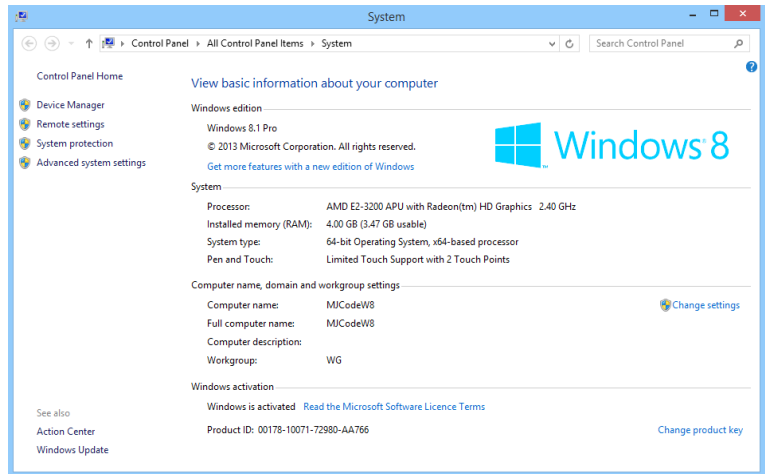 System
Control Panel All Control Panel Items System Search Control Panel
Control Panel Home
Device Manager
Remote settings
System protection
Advanced system settings
See also
Action Center
Windows Update
View basic information about your computer
Windows edition
Windows 8.1 Pro
© 2013 Microsoft Corporation. All rights reserved.
Get more features with a new edition of Windows
Windows 8
System
Processor: AMD E2-3200 APU with Radeon(tm) HD Graphics 2.40 GHz
Installed memory (RAM): 4.00 GB (3.47 GB usable)
System type: 64-bit Operating System, x64-based processor
Pen and Touch: Limited Touch Support with 2 Touch Points
Computer name, domain and workgroup settings
Computer name: MJCodeW8 Change settings
Full computer name: MJCodeW8
Computer description:
Workgroup: WG
Windows activation
Windows is activated Read the Microsoft Software Licence Terms
Product ID: 00178-10071-72980-AA766 Change product key